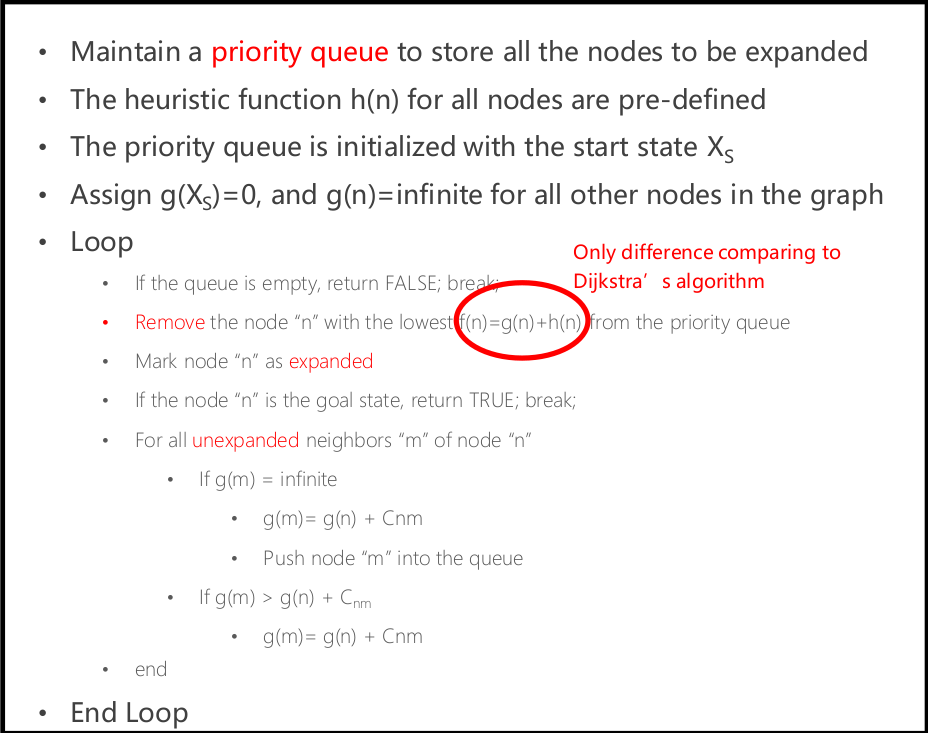 • Maintain a priority queue to store all the nodes to be expanded
• The heuristic function h(n) for all nodes are pre-defined
• The priority queue is initialized with the start state XS
• Assign g(XS)=0, and g(n)=infinite for all other nodes in the graph
• Loop
Only difference comparing to
Dijkstra’s algorithm
• If the queue is empty, return FALSE; break;
• Remove the node “n” with the lowest f(n)=g(n)+h(n) from the priority queue
• Mark node “n” as expanded
• If the node “n” is the goal state, return TRUE; break;
• For all unexpanded neighbors “m” of node “n”
• If g(m) = infinite
• g(m)= g(n) + Cnm
• Push node “m” into the queue
• If g(m) > g(n) + Cnm
• g(m)= g(n) + Cnm
• end
• End Loop